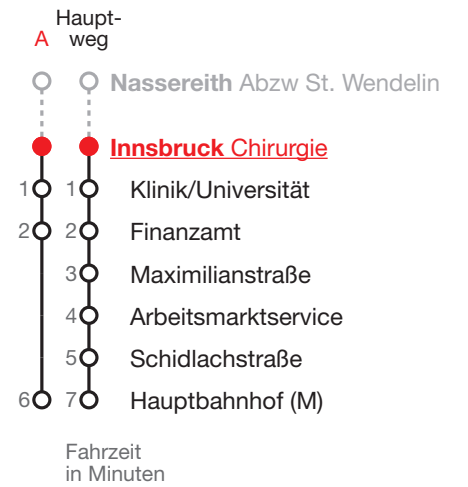 Haupt-
A weg
Nassereith Abzw St. Wendelin
Innsbruck Chirurgie
1 1 Klinik/Universität
2 2 Finanzamt
3 Maximilianstraße
4 Arbeitsmarktservice
5 Schidlachstraße
6 7 Hauptbahnhof (M)
Fahrzeit
in Minuten